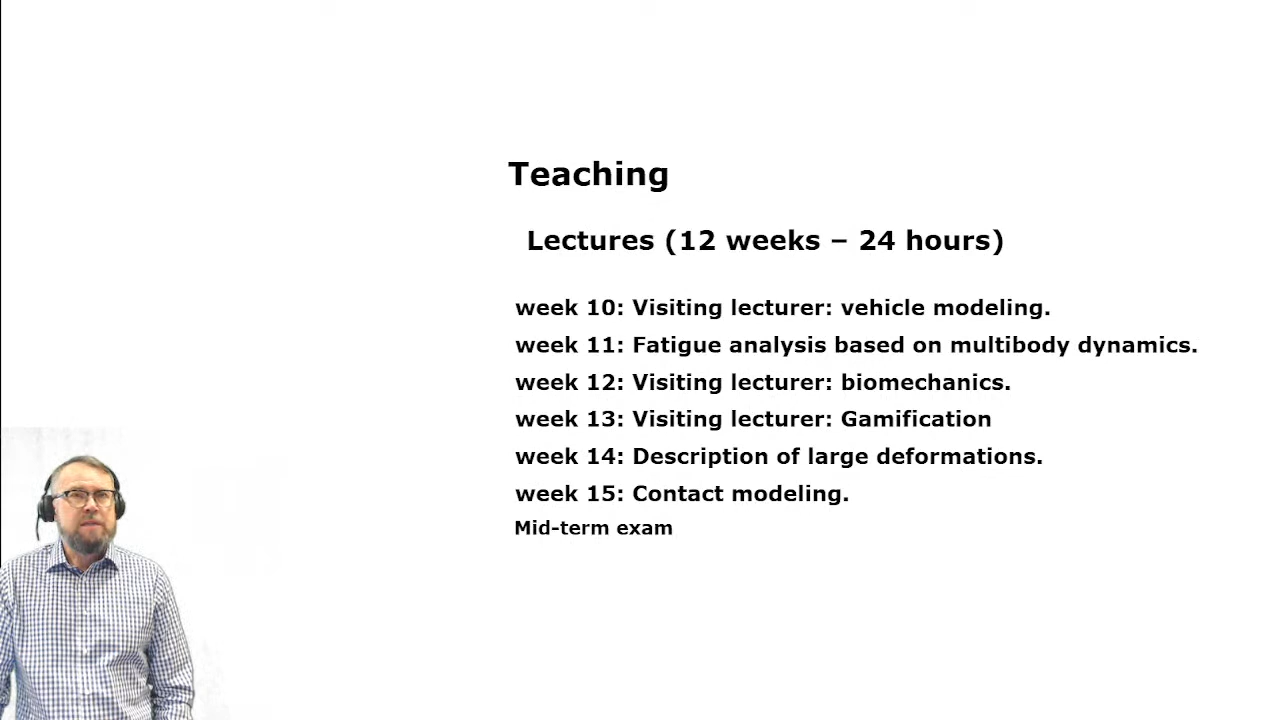 Teaching
Lectures (12 weeks – 24 hours)
week 10: Visiting lecturer: vehicle modeling.
week 11: Fatigue analysis based on multibody dynamics.
week 12: Visiting lecturer: biomechanics.
week 13: Visiting lecturer: Gamification
week 14: Description of large deformations.
week 15: Contact modeling.
Mid-term exam